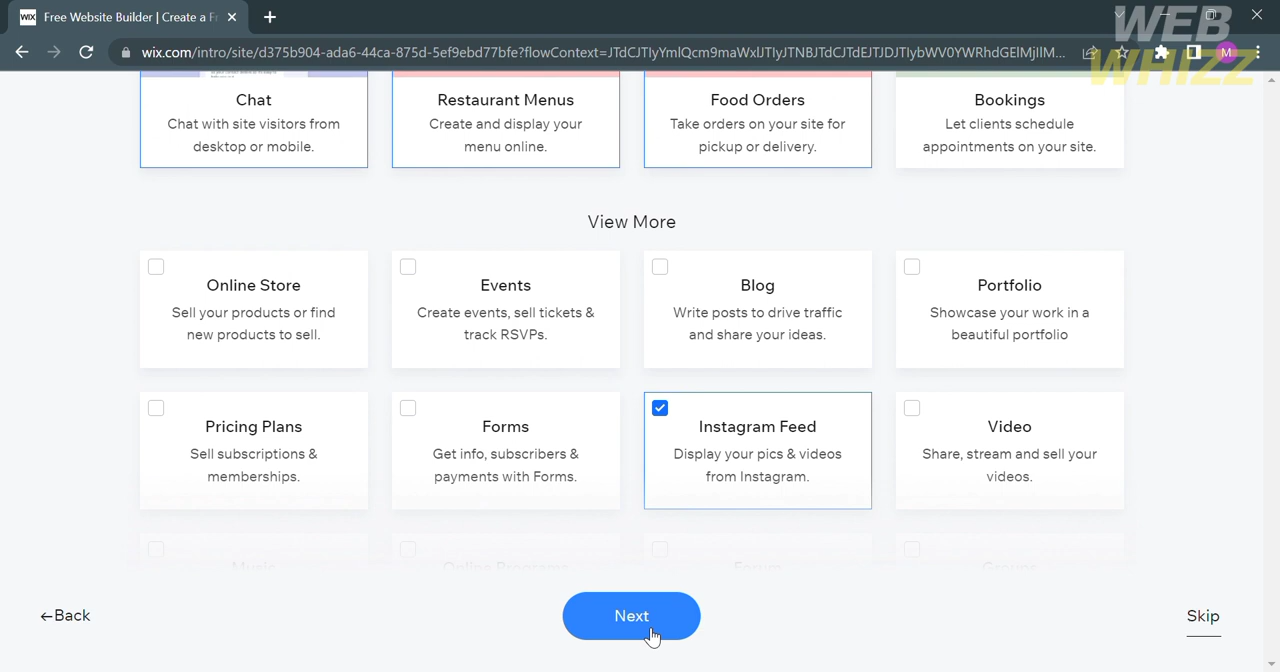 WIX Free Website Builder | Create a Fr
wix.com/intro/site/d375b904-ada6-44ca-875d-5ef9ebd77bfe?flowContext=JTdCJTIyYmlQcm9maWxlJTIyJTNBJTdCJTdEJTJDJTIybWV0YWRhdGElMjIlM...
M
WEB
WHIZZ
Chat
Chat with site visitors from
desktop or mobile.
Restaurant Menus
Create and display your
menu online.
Food Orders
Take orders on your site for
pickup or delivery.
Bookings
Let clients schedule
appointments on your site.
View More
Online Store
Sell your products or find
new products to sell.
Events
Create events, sell tickets &
track RSVPs.
Blog
Write posts to drive traffic
and share your ideas.
Portfolio
Showcase your work in a
beautiful portfolio
Pricing Plans
Sell subscriptions &
memberships.
Forms
Get info, subscribers &
payments with Forms.
Instagram Feed
Display your pics & videos
from Instagram.
Video
Share, stream and sell your
videos.
Music
Online Programs
Forum
Groups
←Back
Next
Skip